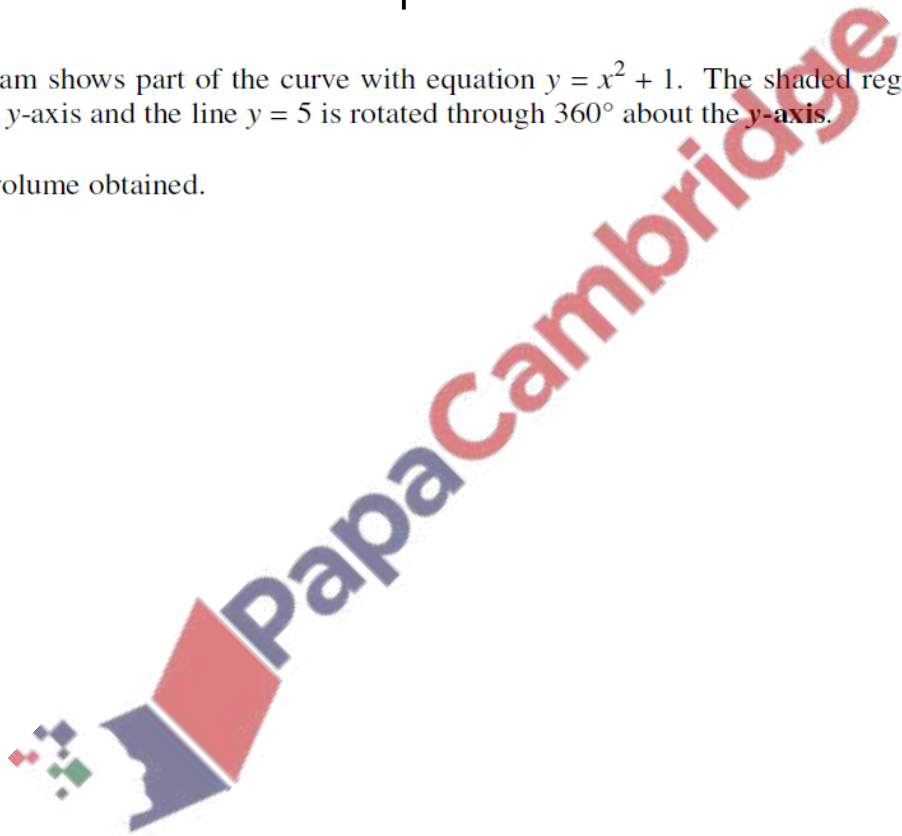 am shows part of the curve with equation y = x² + 1. The shaded reg
y-axis and the line y = 5 is rotated through 360° about the y-axis.
olume obtained.
PapaCambridge